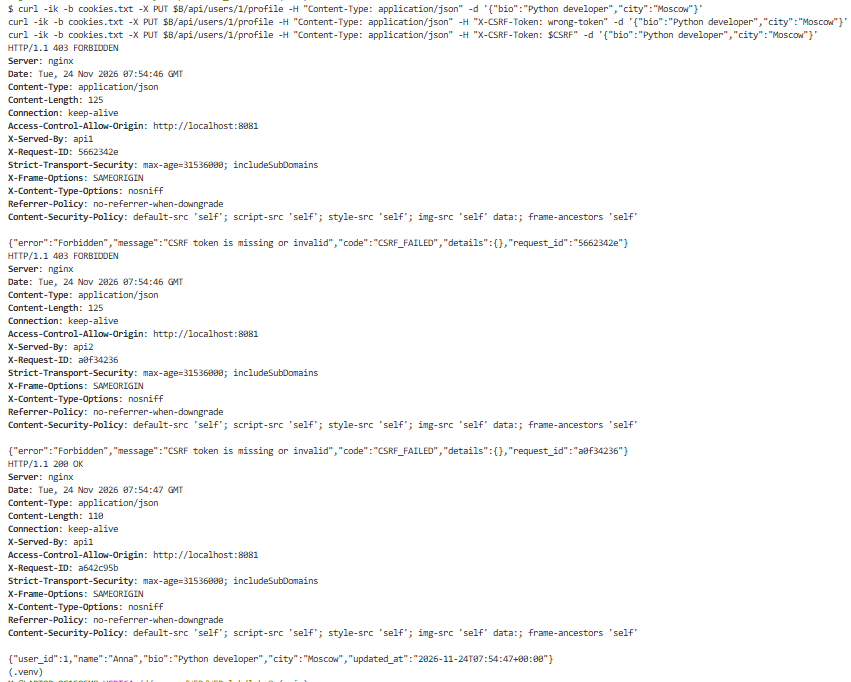 $ curl -ik -b cookies.txt -X PUT $B/api/users/1/profile -H "Content-Type: application/json" -d '{"bio":"Python developer","city":"Moscow"}'
curl -ik -b cookies.txt -X PUT $B/api/users/1/profile -H "Content-Type: application/json" -H "X-CSRF-Token: wrong-token" -d '{"bio":"Python developer","city":"Moscow"}'
curl -ik -b cookies.txt -X PUT $B/api/users/1/profile -H "Content-Type: application/json" -H "X-CSRF-Token: $CSRF" -d '{"bio":"Python developer","city":"Moscow"}'
HTTP/1.1 403 FORBIDDEN
Server: nginx
Date: Tue, 24 Nov 2026 07:54:46 GMT
Content-Type: application/json
Content-Length: 125
Connection: keep-alive
Access-Control-Allow-Origin: http://localhost:8081
X-Served-By: api1
X-Request-ID: 5662342e
Strict-Transport-Security: max-age=31536000; includeSubDomains
X-Frame-Options: SAMEORIGIN
X-Content-Type-Options: nosniff
Referrer-Policy: no-referrer-when-downgrade
Content-Security-Policy: default-src 'self'; script-src 'self'; style-src 'self'; img-src 'self' data:; frame-ancestors 'self'

{"error":"Forbidden","message":"CSRF token is missing or invalid","code":"CSRF_FAILED","details":{},"request_id":"5662342e"}
HTTP/1.1 403 FORBIDDEN
Server: nginx
Date: Tue, 24 Nov 2026 07:54:46 GMT
Content-Type: application/json
Content-Length: 125
Connection: keep-alive
Access-Control-Allow-Origin: http://localhost:8081
X-Served-By: api2
X-Request-ID: a0f34236
Strict-Transport-Security: max-age=31536000; includeSubDomains
X-Frame-Options: SAMEORIGIN
X-Content-Type-Options: nosniff
Referrer-Policy: no-referrer-when-downgrade
Content-Security-Policy: default-src 'self'; script-src 'self'; style-src 'self'; img-src 'self' data:; frame-ancestors 'self'

{"error":"Forbidden","message":"CSRF token is missing or invalid","code":"CSRF_FAILED","details":{},"request_id":"a0f34236"}
HTTP/1.1 200 OK
Server: nginx
Date: Tue, 24 Nov 2026 07:54:47 GMT
Content-Type: application/json
Content-Length: 110
Connection: keep-alive
X-Served-By: api1
Access-Control-Allow-Origin: http://localhost:8081
X-Request-ID: a642c95b
Strict-Transport-Security: max-age=31536000; includeSubDomains
X-Frame-Options: SAMEORIGIN
X-Content-Type-Options: nosniff
Referrer-Policy: no-referrer-when-downgrade
Content-Security-Policy: default-src 'self'; script-src 'self'; style-src 'self'; img-src 'self' data:; frame-ancestors 'self'

{"user_id":1,"name":"Anna","bio":"Python developer","city":"Moscow","updated_at":"2026-11-24T07:54:47+00:00"}
(.venv)